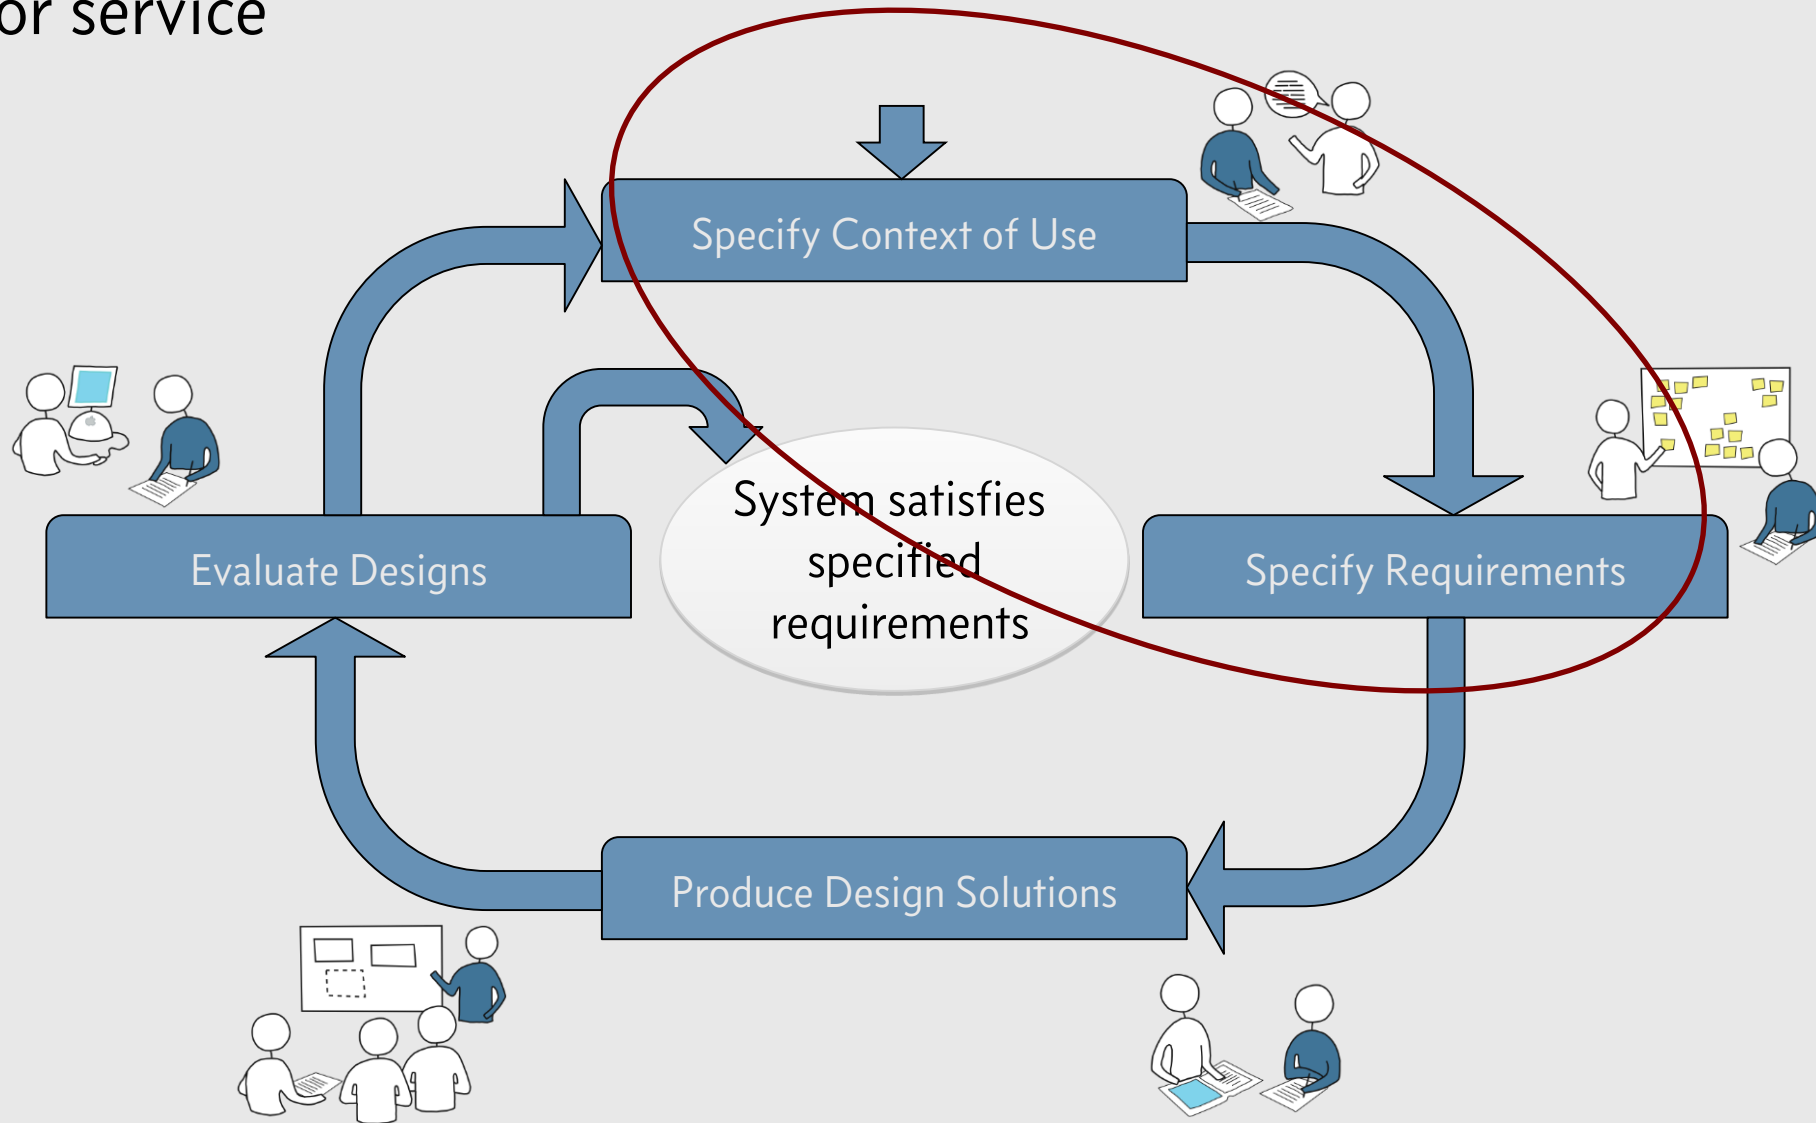 or service
Specify Context of Use
Evaluate Designs
System satisfies
specified
requirements
Specify Requirements
Produce Design Solutions